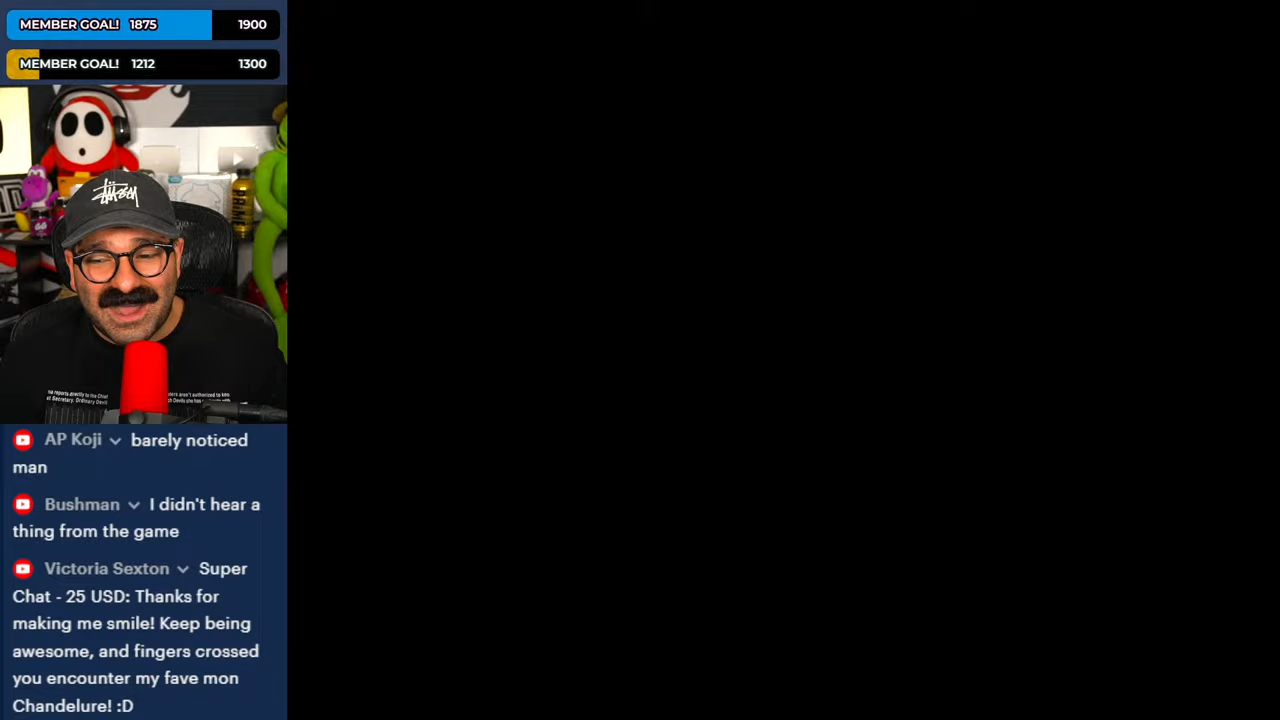 MEMBER GOAL! 1875 1900
MEMBER GOAL! 1212 1300
Stüssy
PRIME
AP Koji barely noticed
man
Bushman I didn't hear a
thing from the game
Victoria Sexton Super
Chat - 25 USD: Thanks for
making me smile! Keep being
awesome, and fingers crossed
you encounter my fave mon
Chandelure! :D